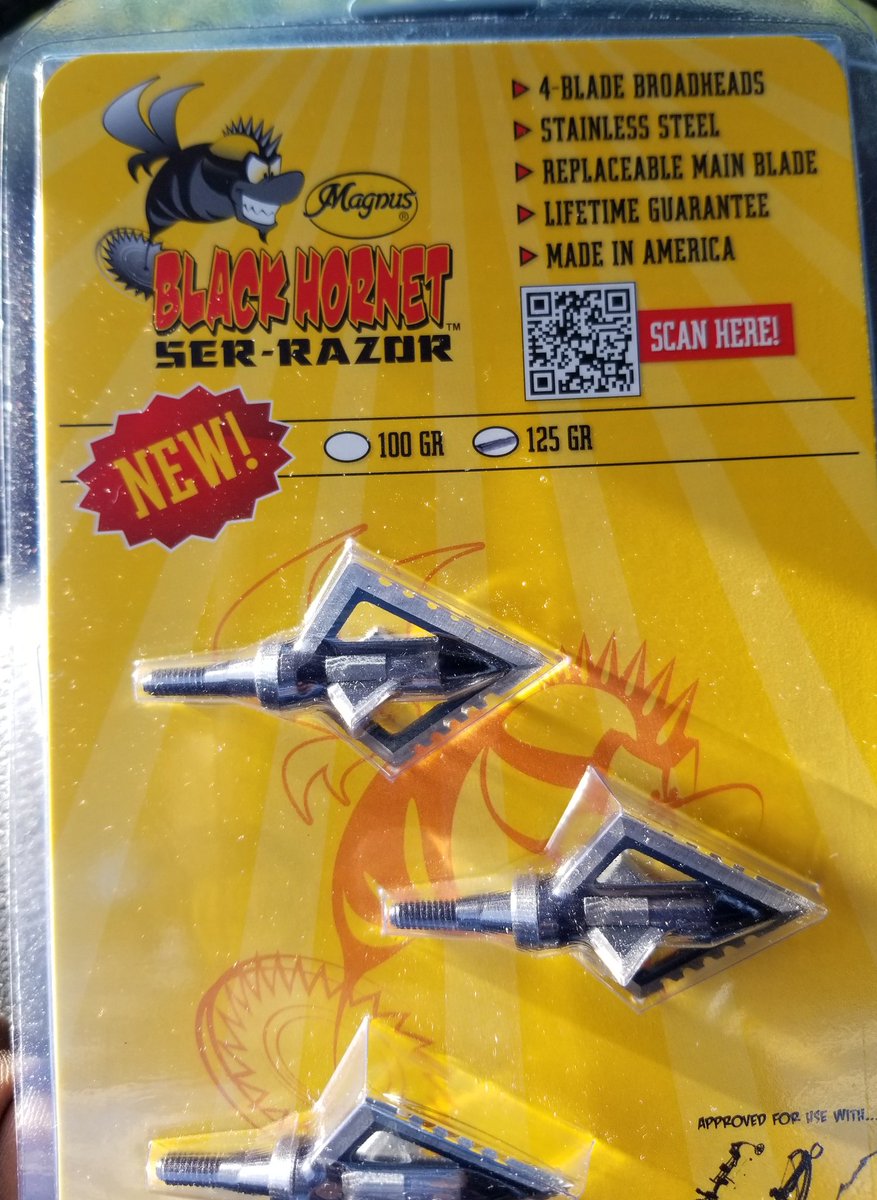 4-BLADE BROADHEADS
STAINLESS STEEL
REPLACEABLE MAIN BLADE
LIFETIME GUARANTEE
MADE IN AMERICA
Magnus®
BLACK HORNET™
SER-RAZOR
SCAN HERE!
NEW!
100 GR 125 GR
APPROVED FOR USE WITH...